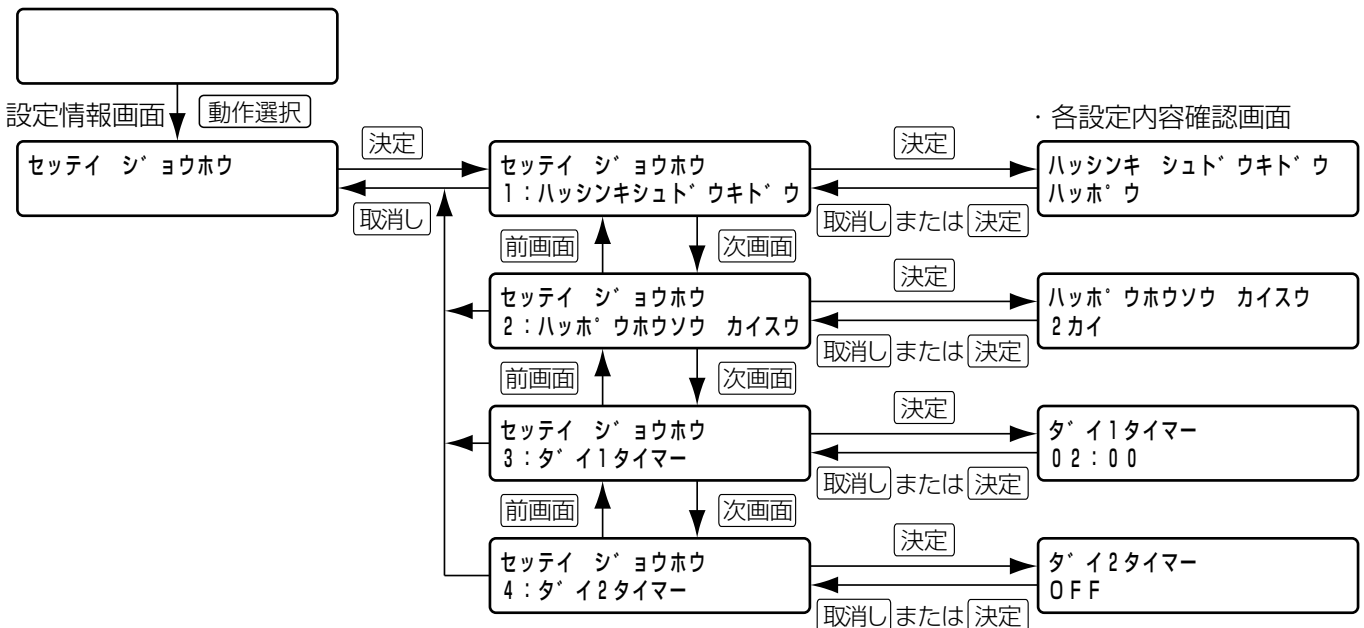 設定情報画面
動作選択
・各設定内容確認画面
セッテイ ジョウホウ
決定
取消し
セッテイ ジョウホウ
1:ハッシンキシュドウキドウ
決定
取消しまたは決定
ハッシンキ シュドウキドウ
ハッポウ
前画面
次画面
セッテイ ジョウホウ
2:ハッポウホウソウ カイスウ
決定
取消しまたは決定
ハッポウホウソウ カイスウ
2カイ
前画面
次画面
セッテイ ジョウホウ
3:ダイ1タイマー
決定
取消しまたは決定
ダイ1タイマー
02:00
前画面
次画面
セッテイ ジョウホウ
4:ダイ2タイマー
決定
取消しまたは決定
ダイ2タイマー
OFF